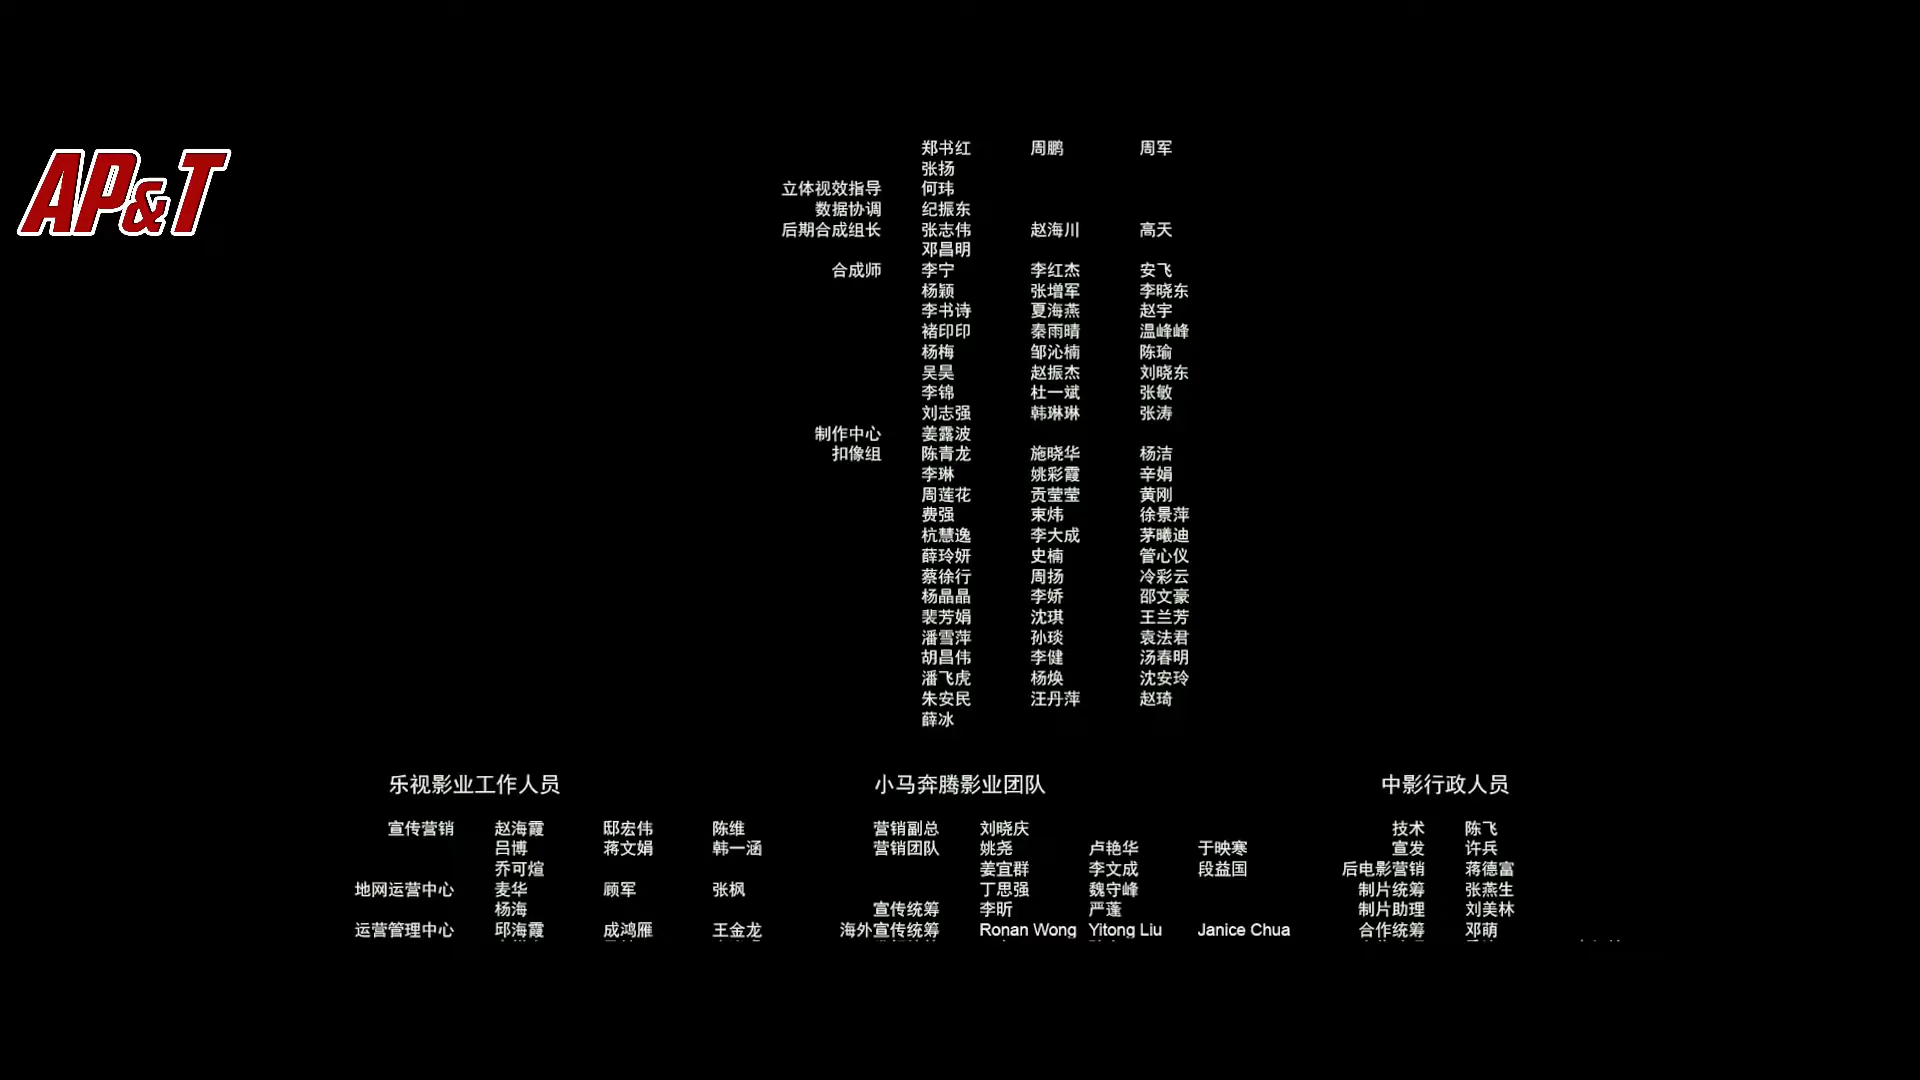 AP&T
郑书红 周鹏 周军
张扬
立体视效指导 何玮
数据协调 纪振东
后期合成组长 张志伟 赵海川 高天
邓昌明
合成师 李宁 李红杰 安飞
杨颖 张增军 李晓东
李书诗 夏海燕 赵宇
褚印印 秦雨晴 温峰峰
杨梅 邹沁楠 陈瑜
吴昊 赵振杰 刘晓东
李锦 杜一斌 张敏
刘志强 韩琳琳 张涛
制作中心 姜露波
扣像组 陈青龙 施晓华 杨洁
李琳 姚彩霞 辛娟
周莲花 贡莹莹 黄刚
费强 束炜 徐景萍
杭慧逸 李大成 茅曦迪
薛玲妍 史楠 管心仪
蔡徐行 周扬 冷彩云
杨晶晶 李娇 邵文豪
裴芳娟 沈琪 王兰芳
潘雪萍 孙琰 袁法君
胡昌伟 李健 汤春明
潘飞虎 杨焕 沈安玲
朱安民 汪丹萍 赵琦
薛冰
乐视影业工作人员
宣传营销 赵海霞 邸宏伟 陈维
吕博 蒋文娟 韩一涵
乔可煊
地网运营中心 麦华 顾军 张枫
杨海
运营管理中心 邱海霞 成鸿雁 王金龙
小马奔腾影业团队
营销副总 刘晓庆
营销团队 姚尧 卢艳华 于映寒
姜宜群 李文成 段益国
丁思强 魏守峰
宣传统筹 李昕 严蓬
海外宣传统筹 Ronan Wong Yitong Liu Janice Chua
中影行政人员
技术 陈飞
宣发 许兵
后电影营销 蒋德富
制片统筹 张燕生
制片助理 刘美林
合作统筹 邓萌